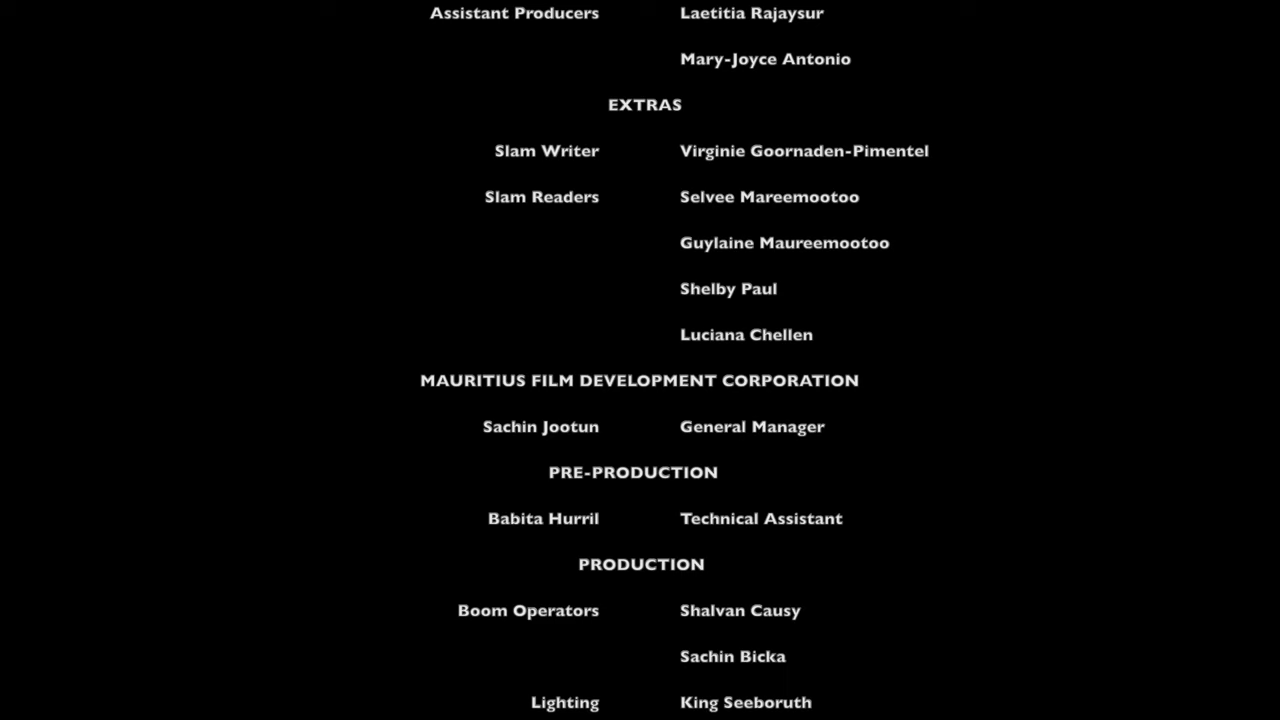 Assistant Producers Laetitia Rajaysur
Mary-Joyce Antonio
EXTRAS
Slam Writer Virginie Goornaden-Pimentel
Slam Readers Selvee Mareemootoo
Guylaine Maureemootoo
Shelby Paul
Luciana Chellen
MAURITIUS FILM DEVELOPMENT CORPORATION
Sachin Jootun General Manager
PRE-PRODUCTION
Babita Hurril Technical Assistant
PRODUCTION
Boom Operators Shalvan Causy
Sachin Bicka
Lighting King Seeboruth